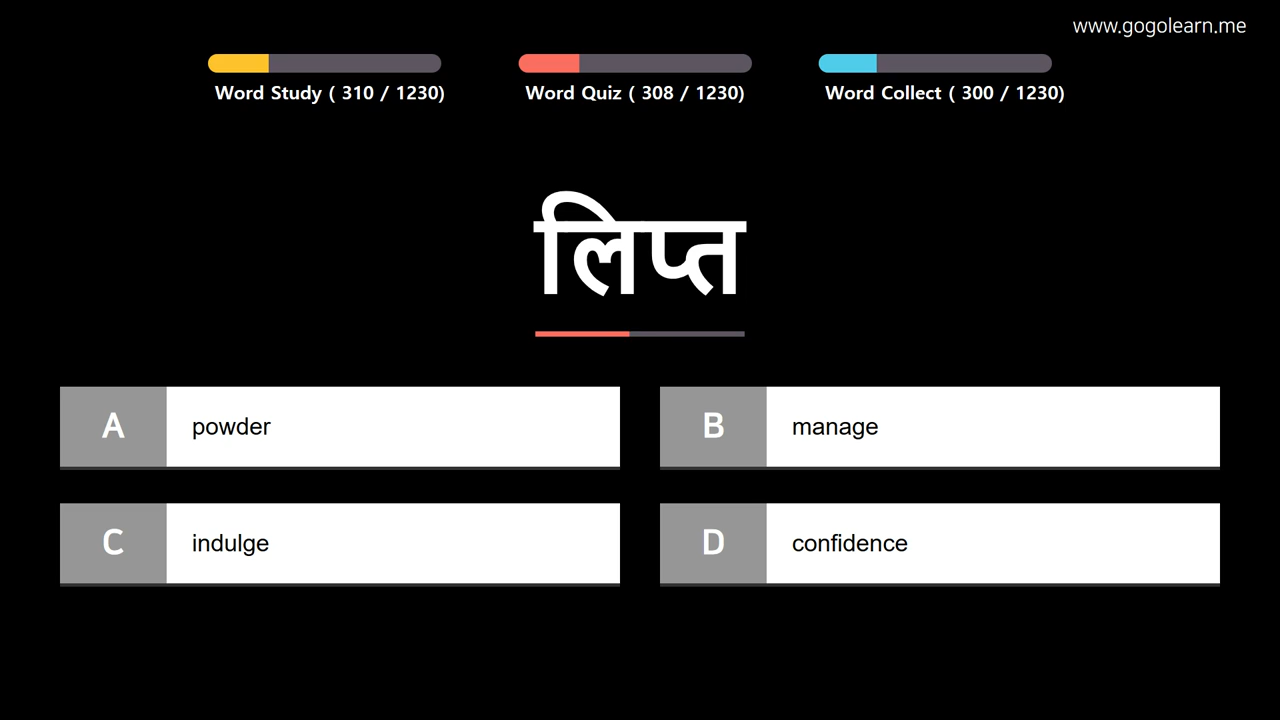 www.gogolearn.me
Word Study ( 310 / 1230)
Word Quiz ( 308 / 1230)
Word Collect ( 300 / 1230)
लिप्त
A powder
B manage
C indulge
D confidence